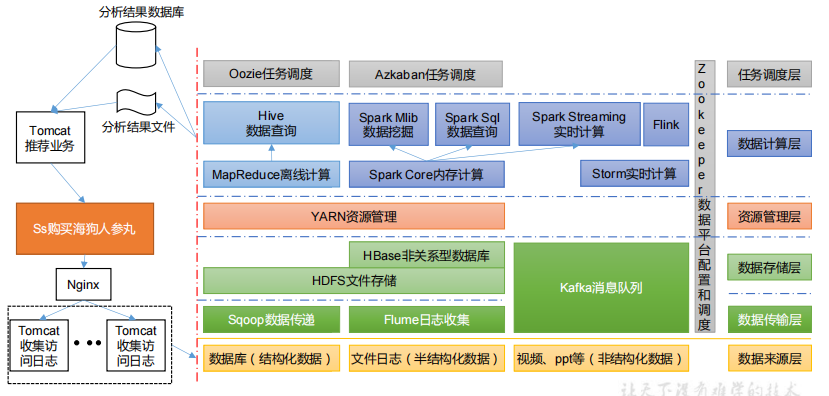 分析结果数据库
分析结果文件
Tomcat
推荐业务
Ss购买海狗人参丸
Nginx
Tomcat
收集访
问日志
Tomcat
收集访
问日志
Oozie任务调度
Azkaban任务调度
任务调度层
Hive
数据查询
Spark Mlib
数据挖掘
Spark Sql
数据查询
Spark Streaming
实时计算
Flink
数据计算层
MapReduce离线计算
Spark Core内存计算
Storm实时计算
YARN资源管理
资源管理层
HBase非关系型数据库
HDFS文件存储
Kafka消息队列
数据存储层
Sqoop数据传递
Flume日志收集
数据传输层
数据库（结构化数据）
文件日志（半结构化数据）
视频、ppt等（非结构化数据）
数据来源层
Zookeeper数据平台配置和调度
让天下没有难学的技术